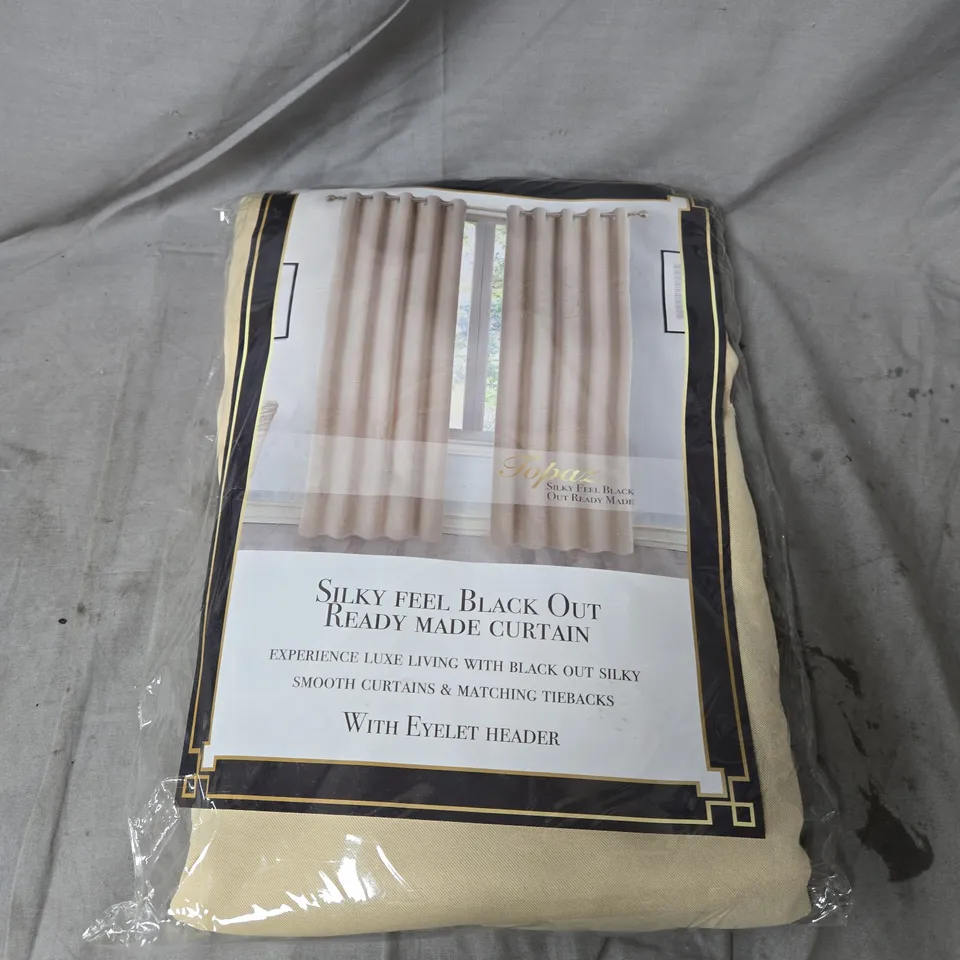 Topaz
Silky Feel Black
Out Ready Made
Silky feel Black Out
Ready made curtain
experience luxe living with black out silky
smooth curtains & matching tiebacks
With Eyelet header